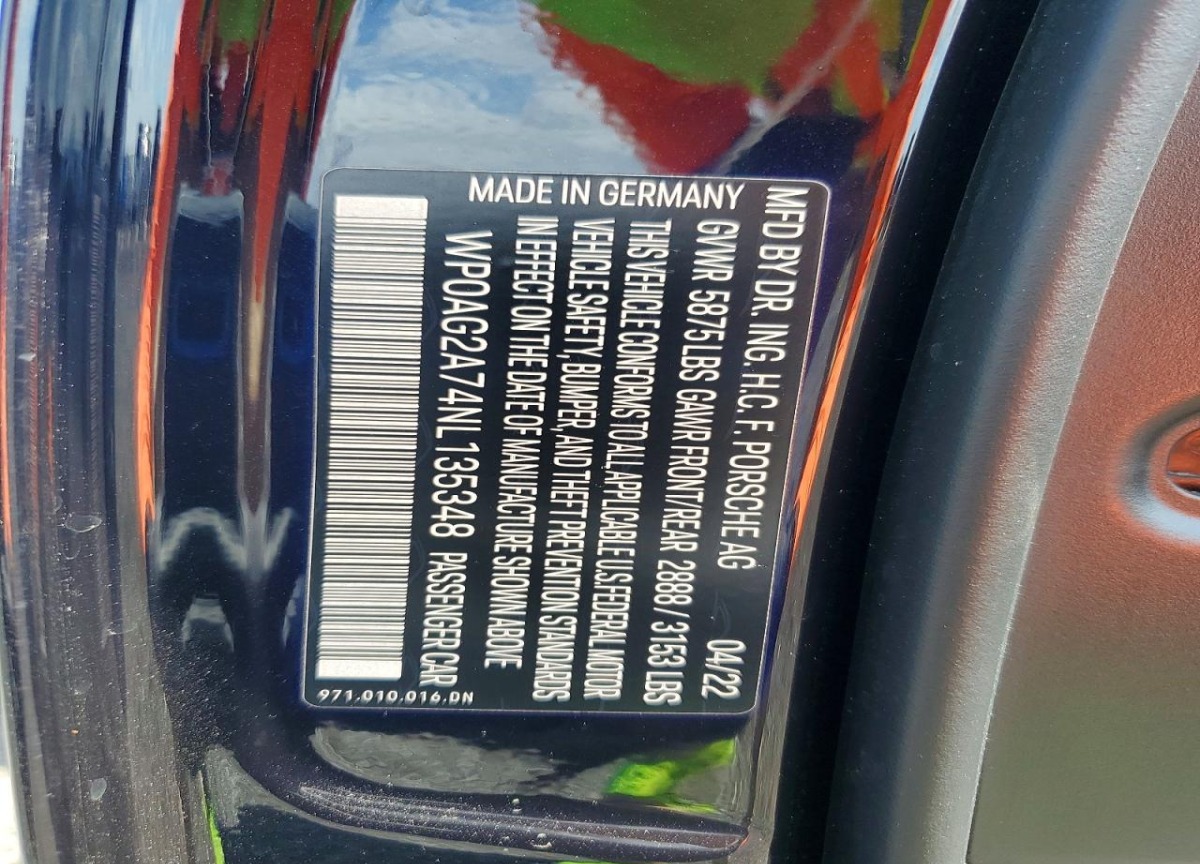 MFD BY DR. ING. H.C. F. PORSCHE AG 04/22
GVWR 5875 LBS GAWR FRONT/REAR 2888 / 3153 LBS
THIS VEHICLE CONFORMS TO ALL APPLICABLE U.S.FEDERAL MOTOR
VEHICLE SAFETY, BUMPER, AND THEFT PREVENTION STANDARDS
IN EFFECT ON THE DATE OF MANUFACTURE SHOWN ABOVE
WP0AG2A74NL135348 PASSENGER CAR
MADE IN GERMANY
971.010.016.DN